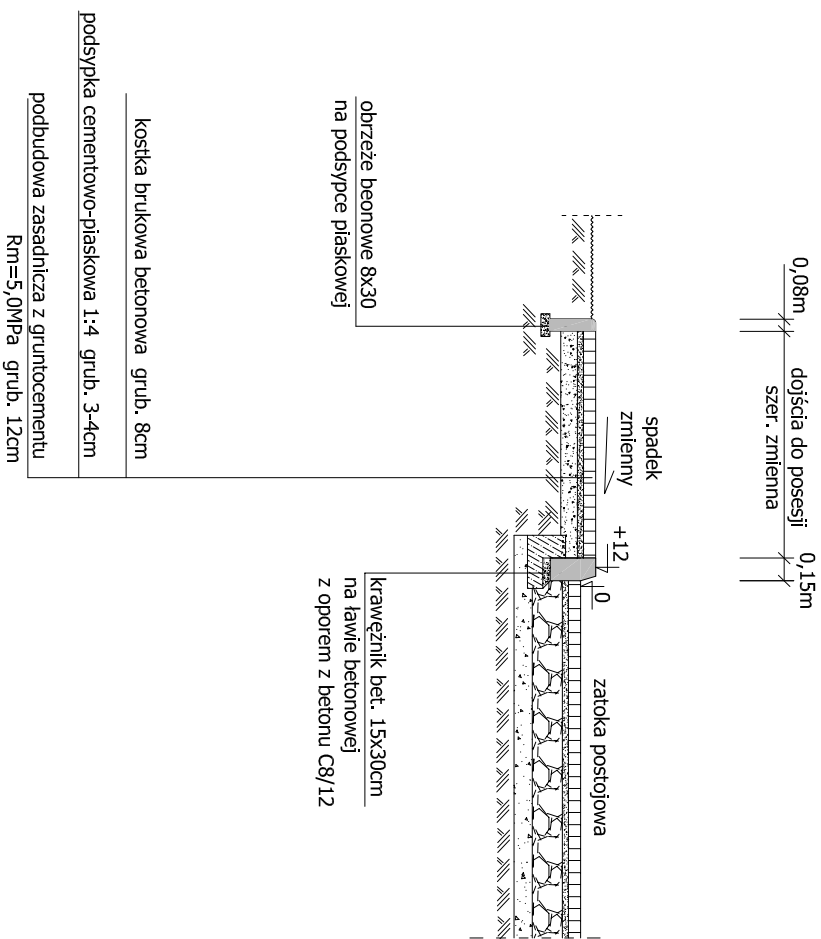 0,08m
dojścia do posesji
szer. zmienna
0,15m
spadek
zmienny
+12
0
zatoka postojowa
obrzeże beonowe 8x30
na podsypce piaskowej
krawężnik bet. 15x30cm
na ławie betonowej
z oporem z betonu C8/12
kostka brukowa betonowa grub. 8cm
podsypka cementowo-piaskowa 1:4 grub. 3-4cm
podbudowa zasadnicza z gruntocementu
Rm=5,0MPa grub. 12cm